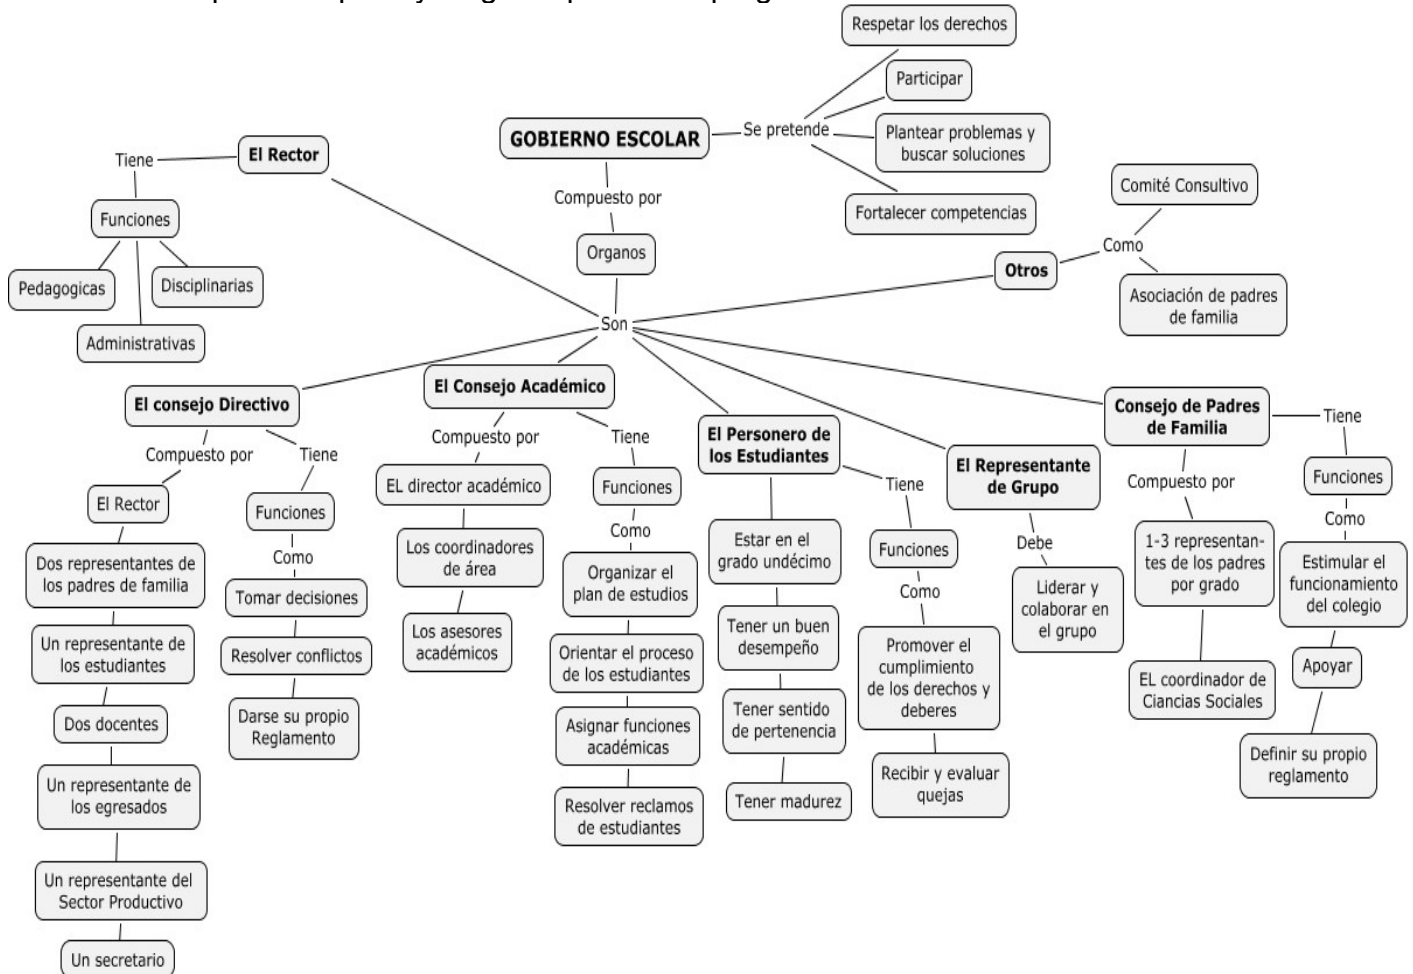 Respetar los derechos
Participar
GOBIERNO ESCOLAR
Se pretende
Plantear problemas y
buscar soluciones
Fortalecer competencias
El Rector
Tiene
Funciones
Pedagogicas
Disciplinarias
Administrativas
Compuesto por
Organos
Son
Otros
Como
Comité Consultivo
Asociación de padres
de familia
El consejo Directivo
Compuesto por
El Rector
Dos representantes de
los padres de familia
Un representante de
los estudiantes
Dos docentes
Un representante de
los egresados
Un representante del
Sector Productivo
Un secretario
Tiene
Funciones
Como
Tomar decisiones
Resolver conflictos
Darse su propio
Reglamento
El Consejo Académico
Compuesto por
EL director académico
Los coordinadores
de área
Los asesores
académicos
Tiene
Funciones
Como
Organizar el
plan de estudios
Orientar el proceso
de los estudiantes
Asignar funciones
académicas
Resolver reclamos
de estudiantes
El Personero de
los Estudiantes
Estar en el
grado undécimo
Tener un buen
desempeño
Tener sentido
de pertenencia
Tener madurez
Tiene
Funciones
Como
Promover el
cumplimiento
de los derechos y
deberes
Recibir y evaluar
quejas
El Representante
de Grupo
Debe
Liderar y
colaborar en
el grupo
Consejo de Padres
de Familia
Compuesto por
1-3 representan-
tes de los padres
por grado
EL coordinador de
Ciancias Sociales
Tiene
Funciones
Como
Estimular el
funcionamiento
del colegio
Apoyar
Definir su propio
reglamento